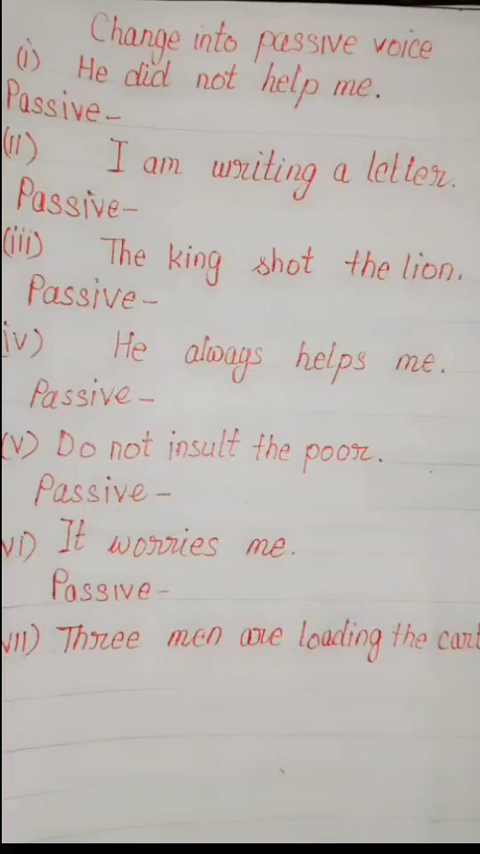 Change into passive voice
(i) He did not help me.
Passive-
(ii) I am writing a letter.
Passive-
(iii) The king shot the lion.
Passive-
iv) He always helps me.
Passive-
(v) Do not insult the poor.
Passive-
vi) It worries me.
Passive-
vii) Three men are loading the cart